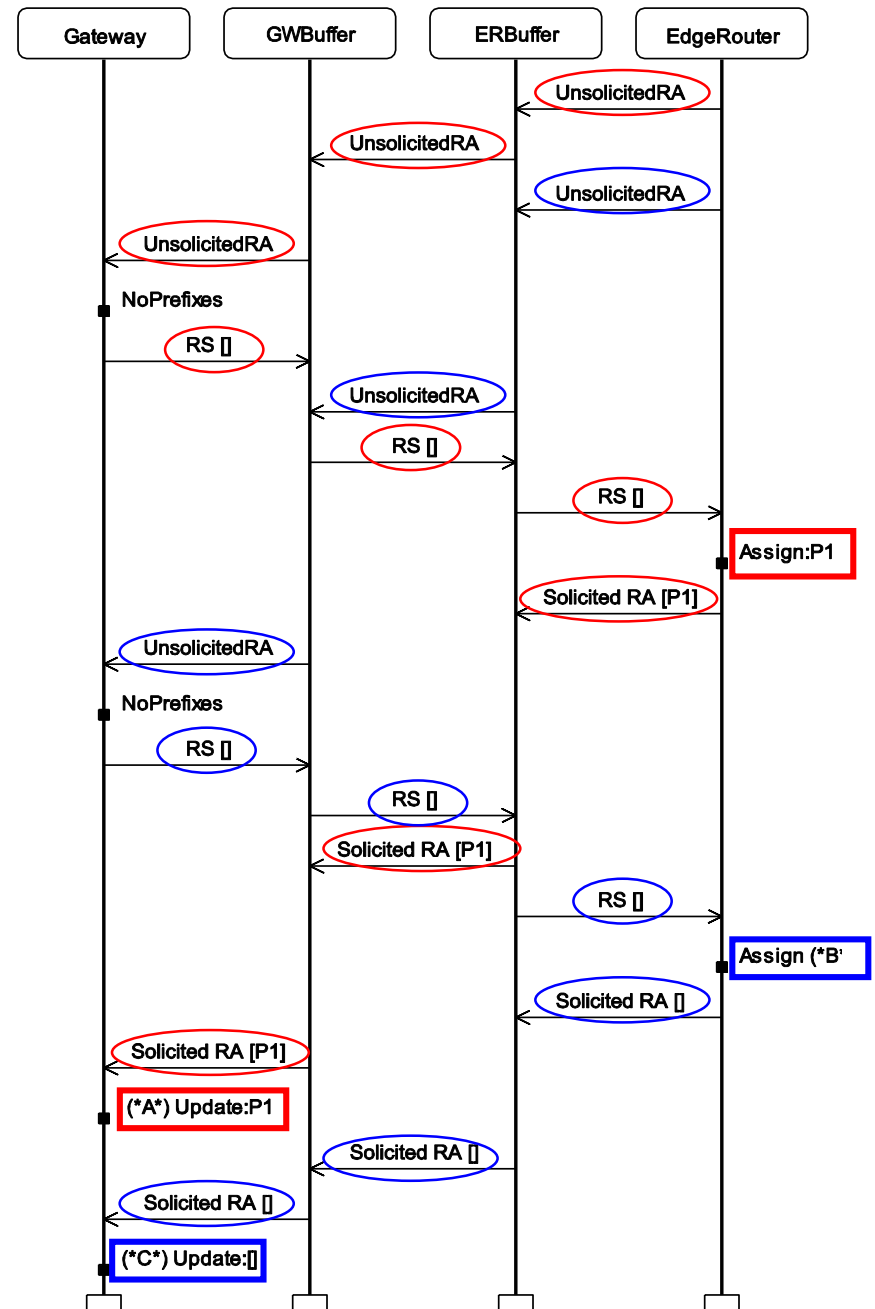 Gateway GWBuffer ERBuffer EdgeRouter
UnsolicitedRA
UnsolicitedRA
UnsolicitedRA
UnsolicitedRA
NoPrefixes
RS []
UnsolicitedRA
RS []
RS []
Assign:P1
Solicited RA [P1]
UnsolicitedRA
NoPrefixes
RS []
RS []
Solicited RA [P1]
RS []
Assign (*B'
Solicited RA []
Solicited RA [P1]
(*A*) Update:P1
Solicited RA []
Solicited RA []
(*C*) Update:[]